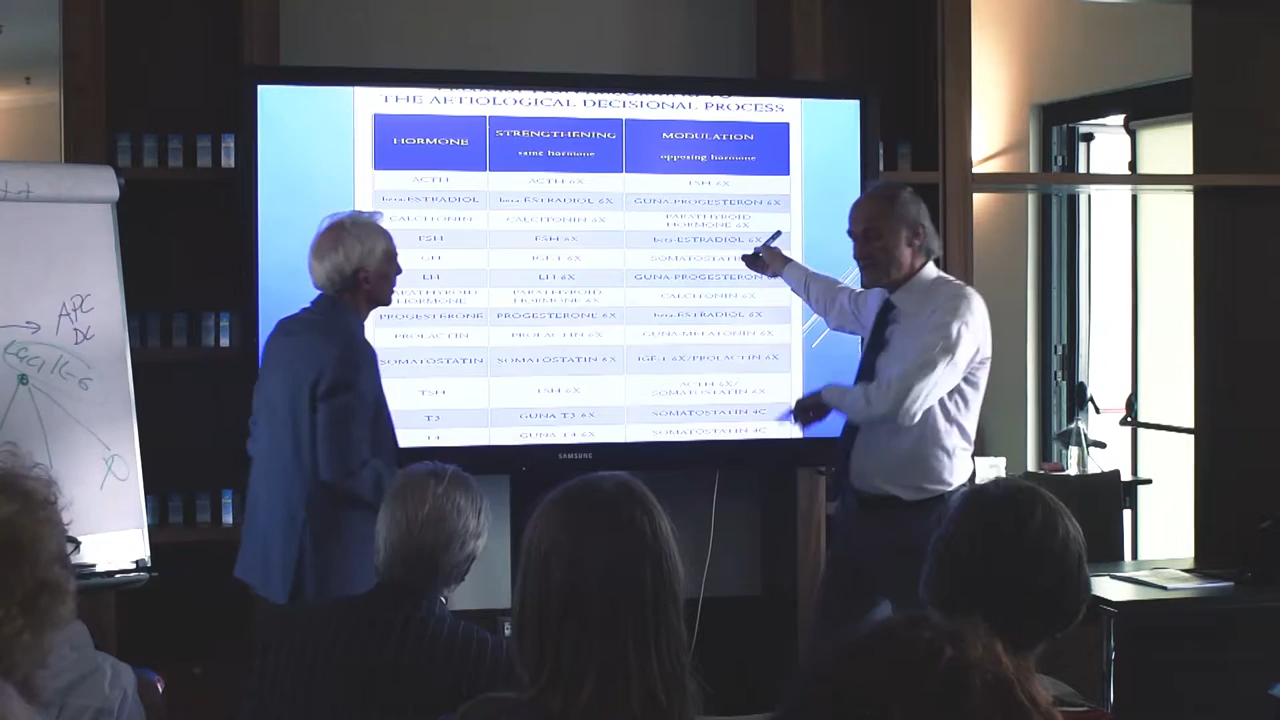 THE AETIOLOGICAL DECISIONAL PROCESS
HORMONE STRENGTHENING same hormone MODULATION opposing hormone
ACTH ACTH 6X FSH 6X
beta-ESTRADIOL beta-ESTRADIOL 6X GUNA-PROGESTERON 6X
CALCITONIN CALCITONIN 6X PARATHYROID HORMONE 6X
FSH FSH 6X beta-ESTRADIOL 6X
GH IGF-1 6X SOMATOSTATIN
LH LH 6X GUNA-PROGESTERON 6X
PARATHYROID HORMONE PARATHYROID HORMONE 6X CALCITONIN 6X
PROGESTERONE PROGESTERONE 6X beta-ESTRADIOL 6X
PROLACTIN PROLACTIN 6X GUNA-MELATONIN 6X
SOMATOSTATIN SOMATOSTATIN 6X IGF-1 6X/PROLACTIN 6X
TSH TSH 6X ACTH 6X/ SOMATOSTATIN 6X
T3 GUNA T3 6X SOMATOSTATIN 4C
T4 GUNA T4 6X SOMATOSTATIN 4C
SAMSUNG
APC
DC